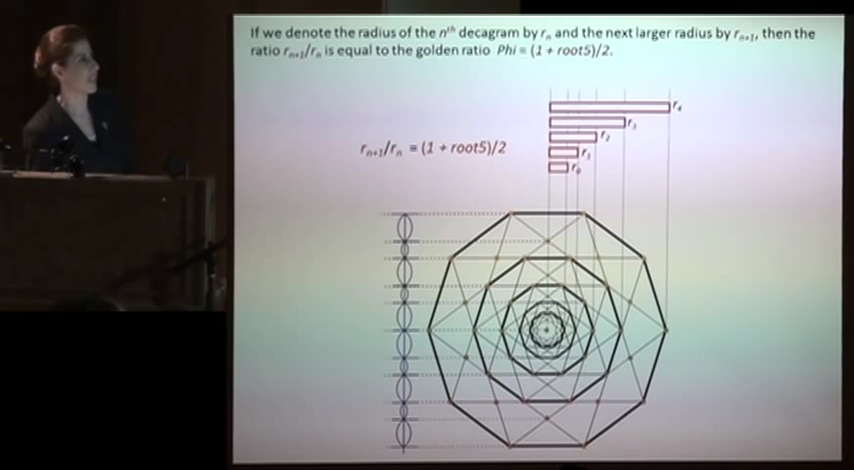 If we denote the radius of the nth decagram by rn and the next larger radius by rn+1, then the
ratio rn+1/rn is equal to the golden ratio Phi = (1 + root5)/2.
r4
r3
rn+1/rn = (1 + root5)/2
r2
r1
r0